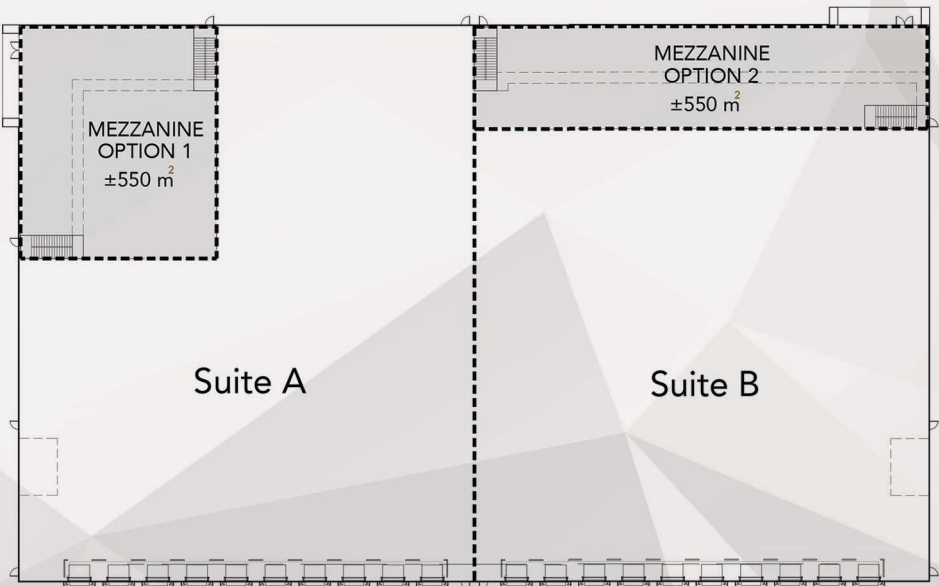 MEZZANINE
OPTION 1
±550 m²
MEZZANINE
OPTION 2
±550 m²
Suite A
Suite B